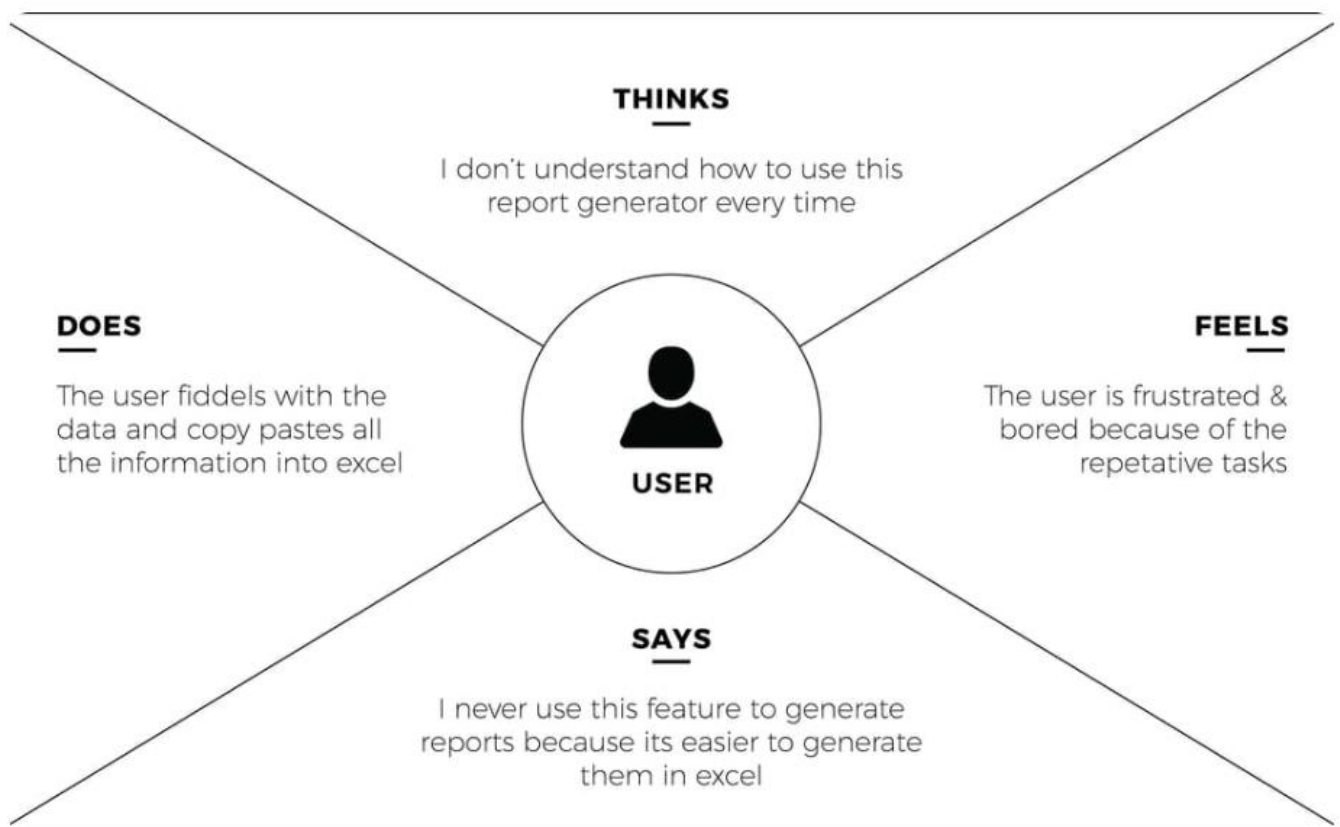 THINKS
I don't understand how to use this
report generator every time
DOES
The user fiddels with the
data and copy pastes all
the information into excel
USER
FEELS
The user is frustrated &
bored because of the
repetative tasks
SAYS
I never use this feature to generate
reports because its easier to generate
them in excel